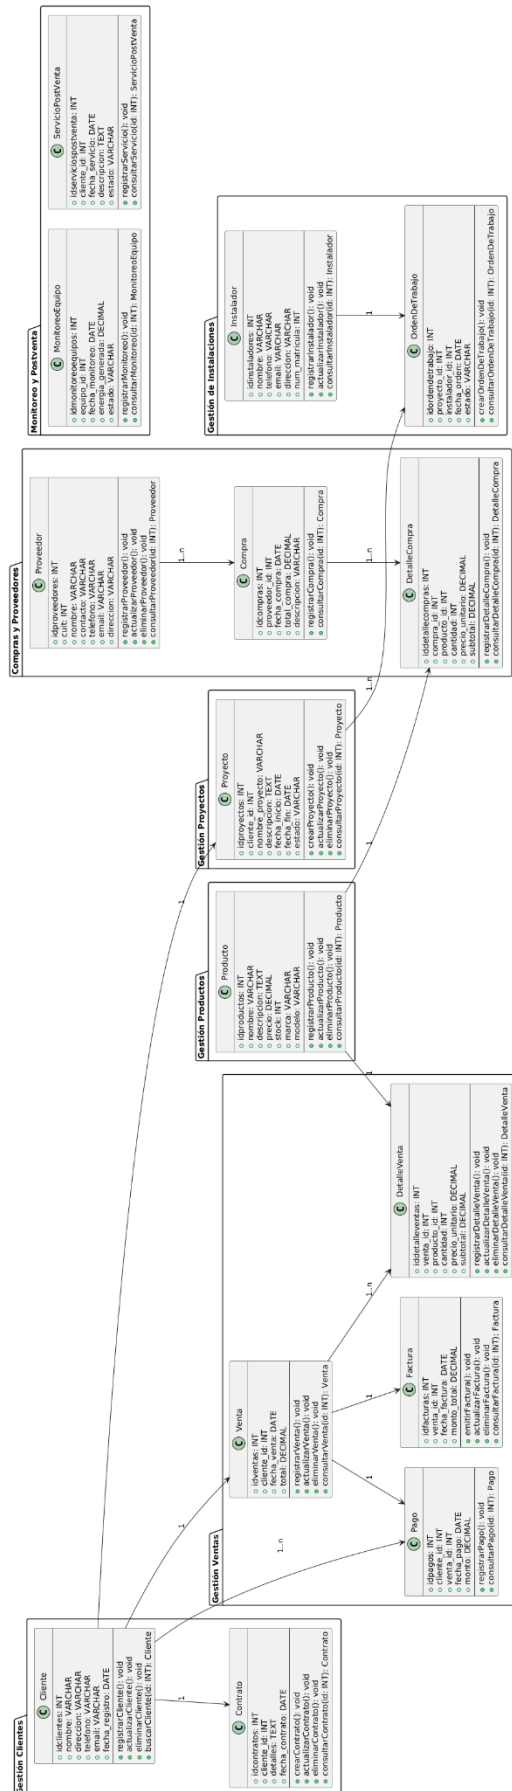 Gestión Clientes
C Cliente
idclientes: INT
nombre: VARCHAR
direccion: VARCHAR
telefono: VARCHAR
email: VARCHAR
fecha_registro: DATE
registrarCliente(): void
actualizarCliente(): void
eliminarCliente(): void
buscarCliente(id: INT): Cliente
C Contrato
idcontratos: INT
cliente_id: INT
detalles: TEXT
fecha_contrato: DATE
crearContrato(): void
actualizarContrato(): void
eliminarContrato(): void
consultarContrato(id: INT): Contrato
1
1
1
1..n
Gestión Ventas
C Venta
idventas: INT
cliente_id: INT
fecha_venta: DATE
total: DECIMAL
registrarVenta(): void
actualizarVenta(): void
eliminarVenta(): void
consultarVenta(id: INT): Venta
1
1
1..n
C Pago
idpagos: INT
cliente_id: INT
venta_id: INT
fecha_pago: DATE
monto: DECIMAL
registrarPago(): void
consultarPago(id: INT): Pago
C Factura
idfacturas: INT
venta_id: INT
fecha_factura: DATE
monto_total: DECIMAL
emitirFactura(): void
actualizarFactura(): void
eliminarFactura(): void
consultarFactura(id: INT): Factura
C DetalleVenta
iddetalleventas: INT
venta_id: INT
producto_id: INT
cantidad: INT
precio_unitario: DECIMAL
subtotal: DECIMAL
registrarDetalleVenta(): void
actualizarDetalleVenta(): void
eliminarDetalleVenta(): void
consultarDetalleVenta(id: INT): DetalleVenta
Gestión Productos
C Producto
idproductos: INT
nombre: VARCHAR
descripcion: TEXT
precio: DECIMAL
stock: INT
marca: VARCHAR
modelo: VARCHAR
registrarProducto(): void
actualizarProducto(): void
eliminarProducto(): void
consultarProducto(id: INT): Producto
1
1
Gestión Proyectos
C Proyecto
idproyectos: INT
cliente_id: INT
nombre_proyecto: VARCHAR
descripcion: TEXT
fecha_inicio: DATE
fecha_fin: DATE
estado: VARCHAR
crearProyecto(): void
actualizarProyecto(): void
eliminarProyecto(): void
consultarProyecto(id: INT): Proyecto
1..n
Compras y Proveedores
C Proveedor
idproveedores: INT
cuit: INT
nombre: VARCHAR
contacto: VARCHAR
telefono: VARCHAR
email: VARCHAR
direccion: VARCHAR
registrarProveedor(): void
actualizarProveedor(): void
eliminarProveedor(): void
consultarProveedor(id: INT): Proveedor
1..n
C Compra
idcompras: INT
proveedor_id: INT
fecha_compra: DATE
total_compra: DECIMAL
descripcion: VARCHAR
registrarCompra(): void
consultarCompra(id: INT): Compra
1..n
C DetalleCompra
iddetallecompras: INT
compra_id: INT
producto_id: INT
cantidad: INT
precio_unitario: DECIMAL
subtotal: DECIMAL
registrarDetalleCompra(): void
consultarDetalleCompra(id: INT): DetalleCompra
Monitoreo y Postventa
C MonitoreoEquipo
idmonitoreoequipos: INT
equipo_id: INT
fecha_monitoreo: DATE
energia_generada: DECIMAL
estado: VARCHAR
registrarMonitoreo(): void
consultarMonitoreo(id: INT): MonitoreoEquipo
C ServicioPostVenta
idserviciospostventa: INT
cliente_id: INT
fecha_servicio: DATE
descripcion: TEXT
estado: VARCHAR
registrarServicio(): void
consultarServicio(id: INT): ServicioPostVenta
Gestión de Instalaciones
C Instalador
idinstaladores: INT
nombre: VARCHAR
telefono: VARCHAR
email: VARCHAR
direccion: VARCHAR
num_matricula: INT
registrarInstalador(): void
actualizarInstalador(): void
consultarInstalador(id: INT): Instalador
1
C OrdenDeTrabajo
idordendetrabajo: INT
proyecto_id: INT
instalador_id: INT
fecha_orden: DATE
estado: VARCHAR
crearOrdenDeTrabajo(): void
consultarOrdenDeTrabajo(id: INT): OrdenDeTrabajo